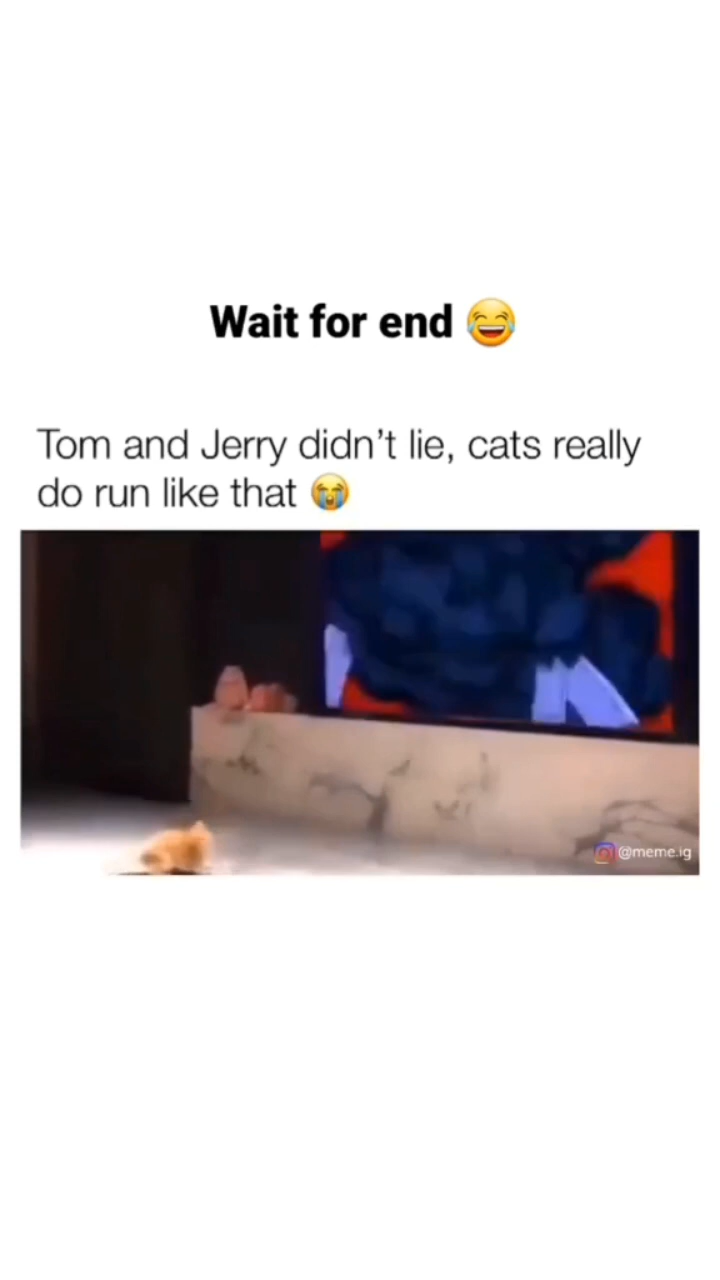 Wait for end 😂
Tom and Jerry didn’t lie, cats really
do run like that 😭
@meme.ig